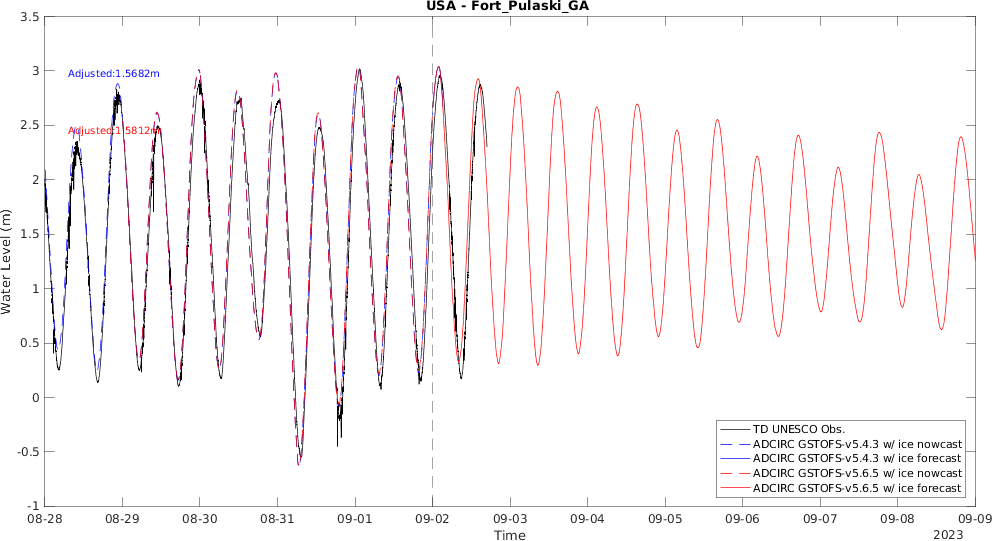 USA - Fort_Pulaski_GA
3.5
3
2.5
2
1.5
1
0.5
0
-0.5
-1
Water Level (m)
Adjusted:1.5682m
Adjusted:1.5812m
TD UNESCO Obs.
ADCIRC GSTOFS-v5.4.3 w/ ice nowcast
ADCIRC GSTOFS-v5.4.3 w/ ice forecast
ADCIRC GSTOFS-v5.6.5 w/ ice nowcast
ADCIRC GSTOFS-v5.6.5 w/ ice forecast
08-28 08-29 08-30 08-31 09-01 09-02 09-03 09-04 09-05 09-06 09-07 09-08 09-09
Time
2023